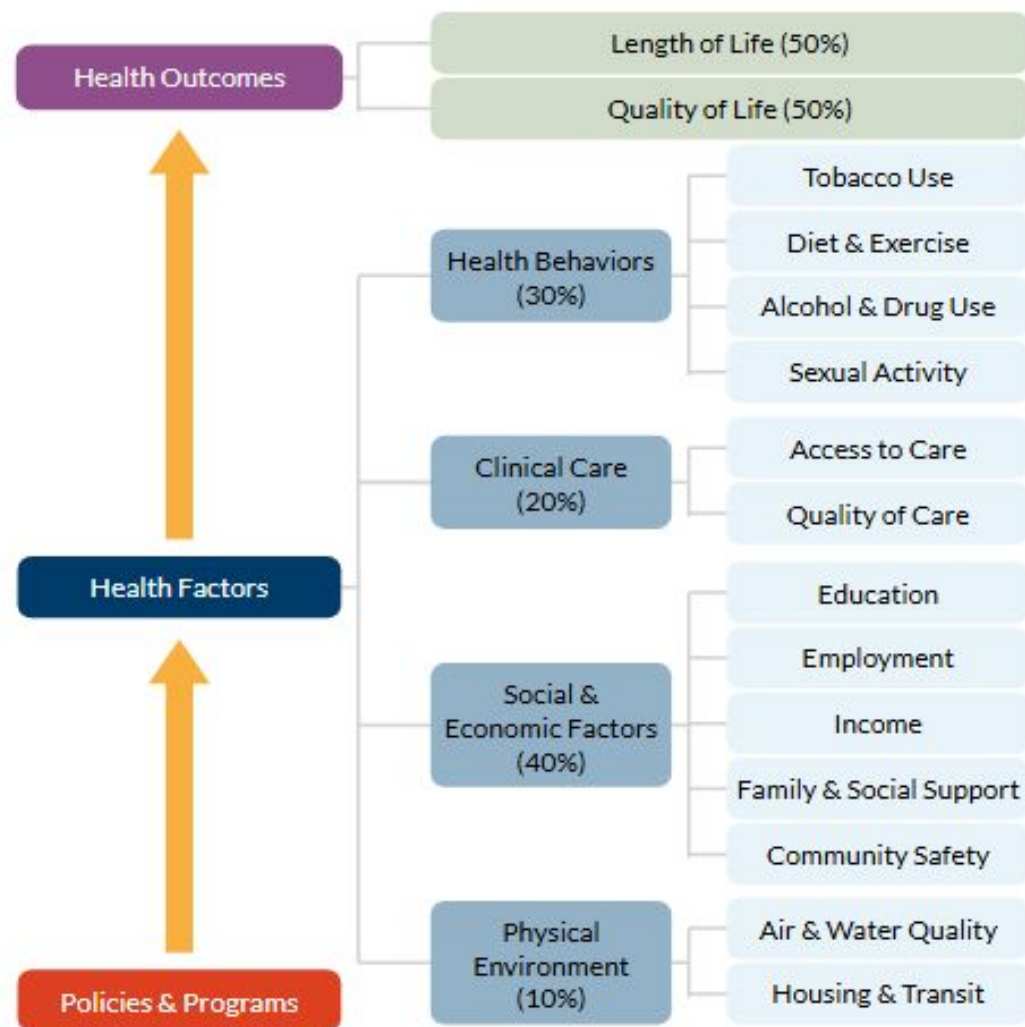 Health Outcomes
Length of Life (50%)
Quality of Life (50%)
Health Factors
Health Behaviors
(30%)
Tobacco Use
Diet & Exercise
Alcohol & Drug Use
Sexual Activity
Clinical Care
(20%)
Access to Care
Quality of Care
Social &
Economic Factors
(40%)
Education
Employment
Income
Family & Social Support
Community Safety
Physical
Environment
(10%)
Air & Water Quality
Housing & Transit
Policies & Programs